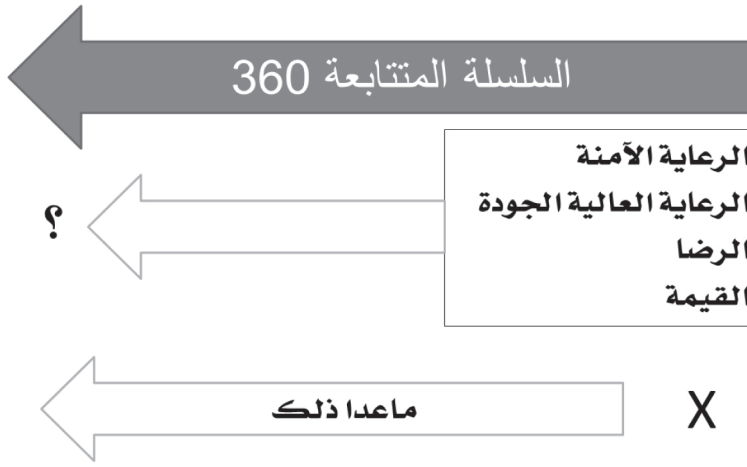 السلسلة المتتابعة 360
الرعاية الآمنة
الرعاية العالية الجودة
الرضا
القيمة
؟
X
ماعدا ذلك